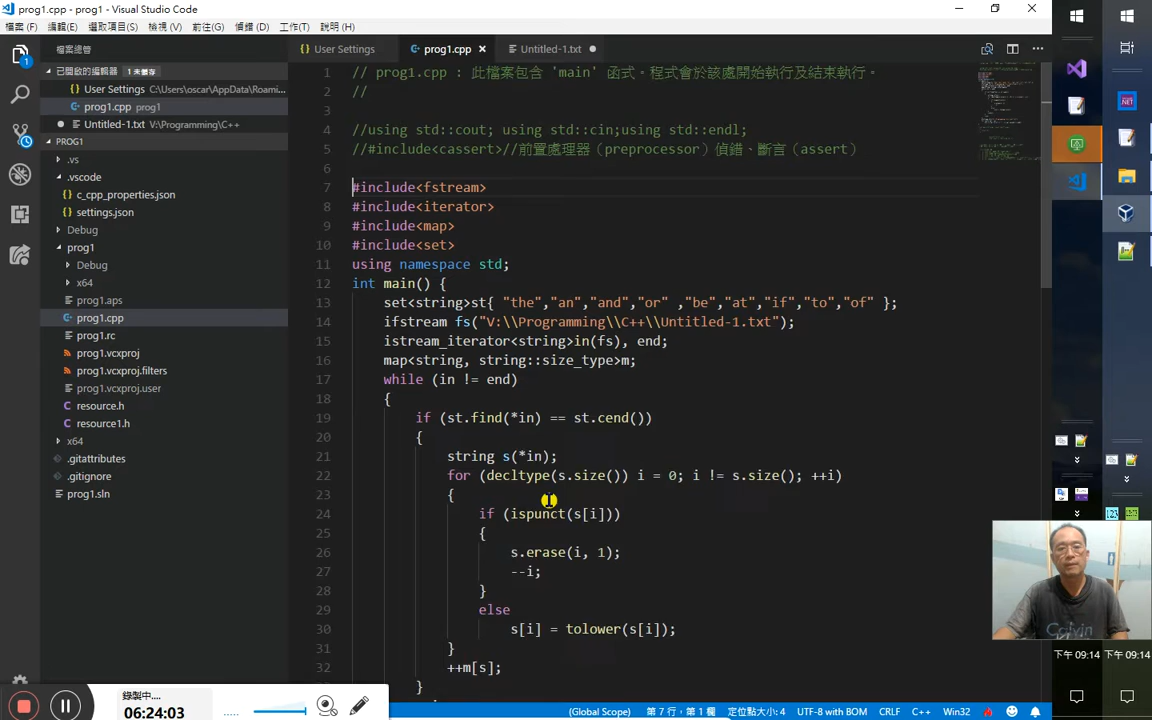 prog1.cpp - prog1 - Visual Studio Code
檔案 (F) 編輯(E) 選取項目(S) 檢視 (V) 前往(G) 偵錯 (D) 工作(T) 說明 (H)
檔案總管
已開啟的編輯器 1 未儲存
User Settings C:\Users\oscar\AppData\Roami...
prog1.cpp prog1
Untitled-1.txt V:\Programming\C++
PROG1
.vs
.vscode
c_cpp_properties.json
settings.json
Debug
prog1
Debug
x64
prog1.aps
prog1.cpp
prog1.rc
prog1.vcxproj
prog1.vcxproj.filters
prog1.vcxproj.user
resource.h
resource1.h
x64
.gitattributes
.gitignore
prog1.sln
User Settings prog1.cpp Untitled-1.txt
1 // prog1.cpp : 此檔案包含 'main' 函式。程式會於該處開始執行及結束執行。
2 //
3
4 //using std::cout; using std::cin;using std::endl;
5 //#include<cassert>//前置處理器（preprocessor）偵錯、斷言（assert）
6
7 #include<fstream>
8 #include<iterator>
9 #include<map>
10 #include<set>
11 using namespace std;
12 int main() {
13 set<string>st{ "the","an","and","or" ,"be","at","if","to","of" };
14 ifstream fs("V:\\Programming\\C++\\Untitled-1.txt");
15 istream_iterator<string>in(fs), end;
16 map<string, string::size_type>m;
17 while (in != end)
18 {
19 if (st.find(*in) == st.cend())
20 {
21 string s(*in);
22 for (decltype(s.size()) i = 0; i != s.size(); ++i)
23 {
24 if (ispunct(s[i]))
25 {
26 s.erase(i, 1);
27 --i;
28 }
29 else
30 s[i] = tolower(s[i]);
31 }
32 ++m[s];
}
錄製中....
06:24:03
(Global Scope) 第 7 行，第 1 欄 定位點大小: 4 UTF-8 with BOM CRLF C++ Win32
下午 09:14 下午 09:14
Calvin
.NET
123 123